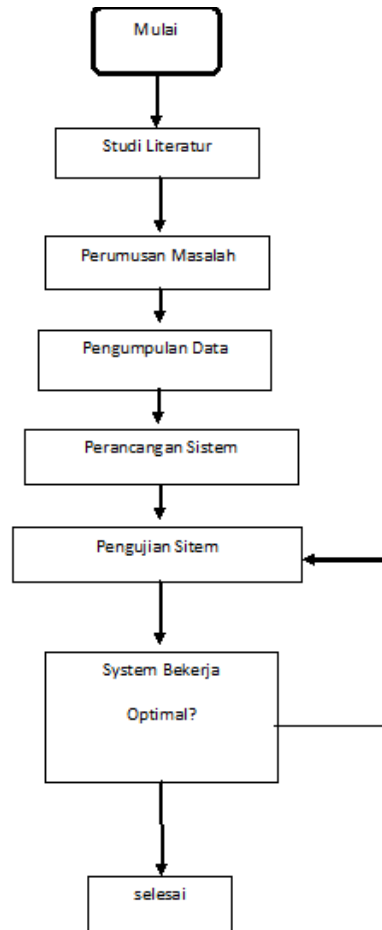 Mulai
Studi Literatur
Perumusan Masalah
Pengumpulan Data
Perancangan Sistem
Pengujian Sitem
System Bekerja
Optimal?
selesai